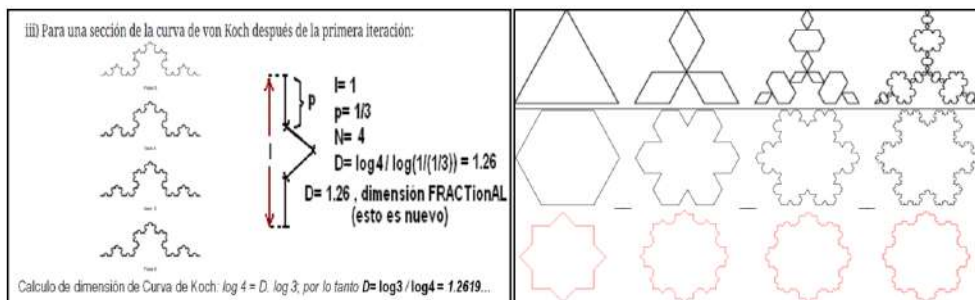 iii) Para una sección de la curva de von Koch después de la primera iteración:
p
l= 1
p= 1/3
N= 4
D= log4 / log(1/(1/3)) = 1.26
D= 1.26 , dimensión FRACTionAL
(esto es nuevo)
Calculo de dimensión de Curva de Koch: log 4 = D. log 3; por lo tanto D= log3 / log4 = 1.2619...